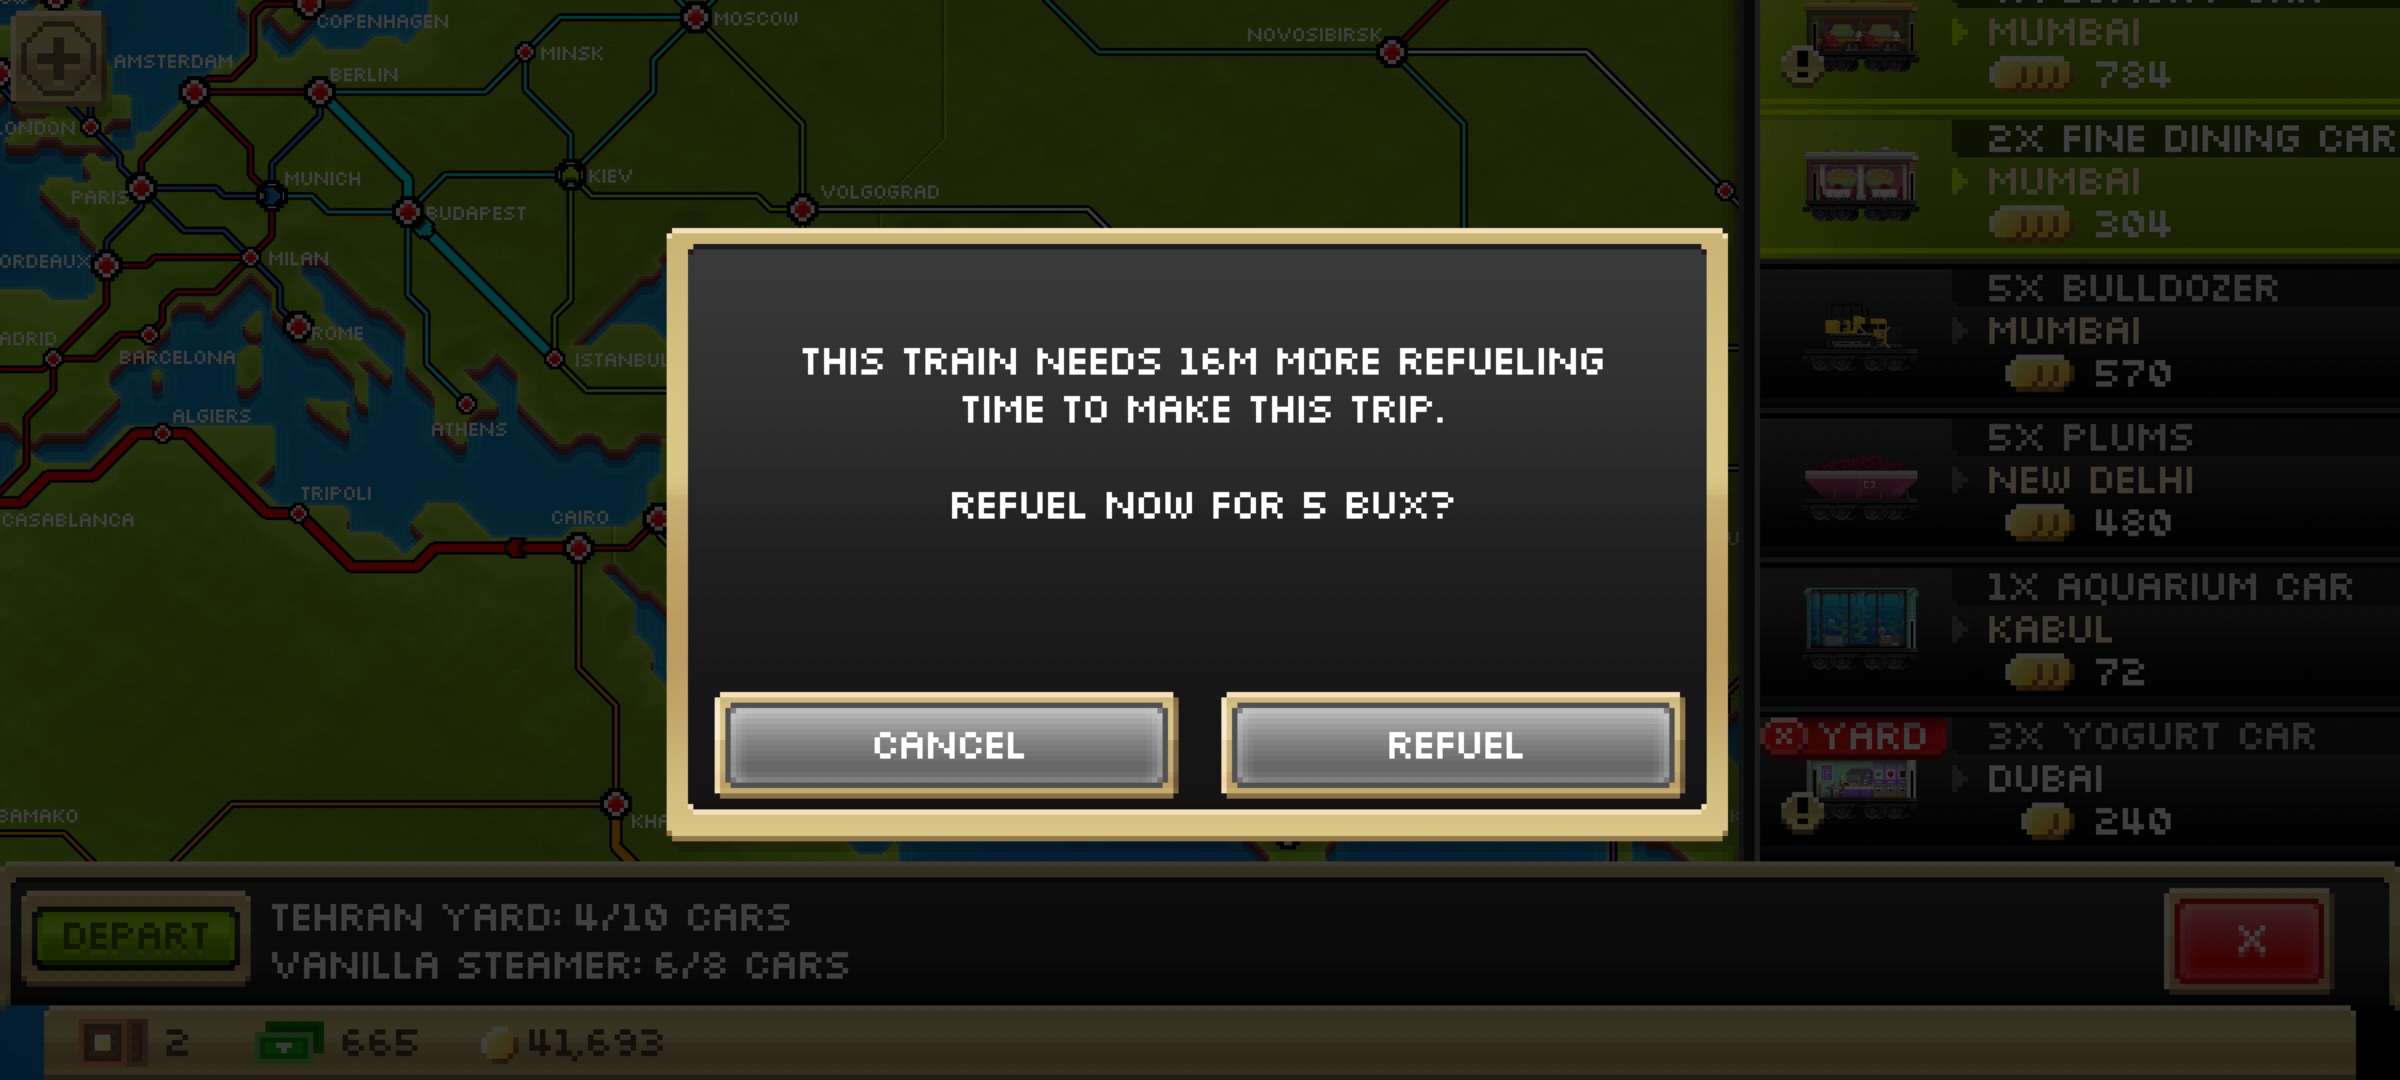 COPENHAGEN
MOSCOW
MINSK
NOVOSIBIRSK
AMSTERDAM
BERLIN
LONDON
MUNICH
KIEV
PARIS
VOLGOGRAD
BUDAPEST
ORDEAUX
MILAN
ADRID
ROME
BARCELONA
ISTANBUL
ALGIERS
ATHENS
TRIPOLI
CASABLANCA
CAIRO
BAMAKO
KHA
THIS TRAIN NEEDS 16M MORE REFUELING
TIME TO MAKE THIS TRIP.
REFUEL NOW FOR 5 BUX?
CANCEL
REFUEL
MUMBAI
784
2X FINE DINING CAR
MUMBAI
304
5X BULLDOZER
MUMBAI
570
5X PLUMS
NEW DELHI
480
1X AQUARIUM CAR
KABUL
72
YARD
3X YOGURT CAR
DUBAI
240
DEPART
TEHRAN YARD: 4/10 CARS
VANILLA STEAMER: 6/8 CARS
X
2
665
41,693